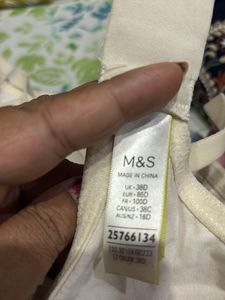 M&S
MADE IN CHINA
UK - 38D
EUR - 85D
FR - 100D
CAN/US - 38C
AUS/NZ - 16D
25766134